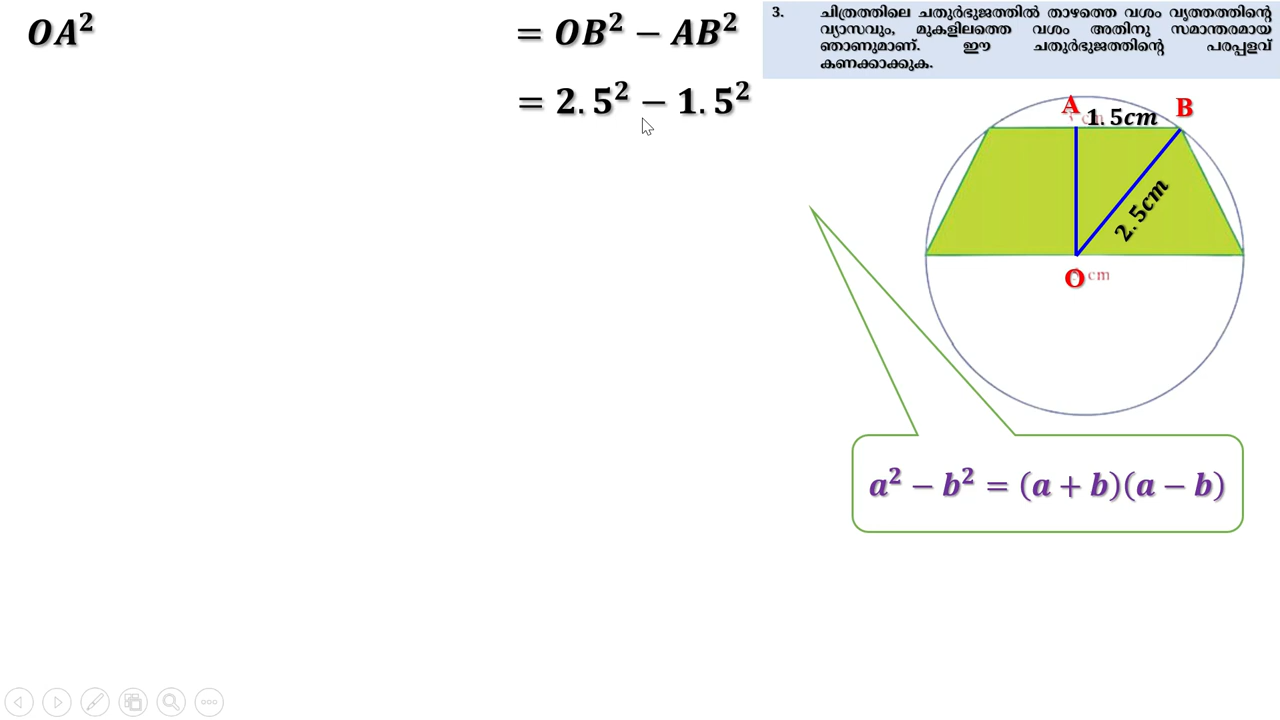 OA² = OB² − AB²
= 2.5² − 1.5²
3. ചിത്രത്തിലെ ചതുർഭുജത്തിൽ താഴത്തെ വശം വൃത്തത്തിന്റെ
വ്യാസവും, മുകളിലത്തെ വശം അതിനു സമാന്തരമായ
ഞാണുമാണ്. ഈ ചതുർഭുജത്തിന്റെ പരപ്പളവ്
കണക്കാക്കുക.
A 1.5cm B
2.5cm
O cm
a² − b² = (a + b)(a − b)